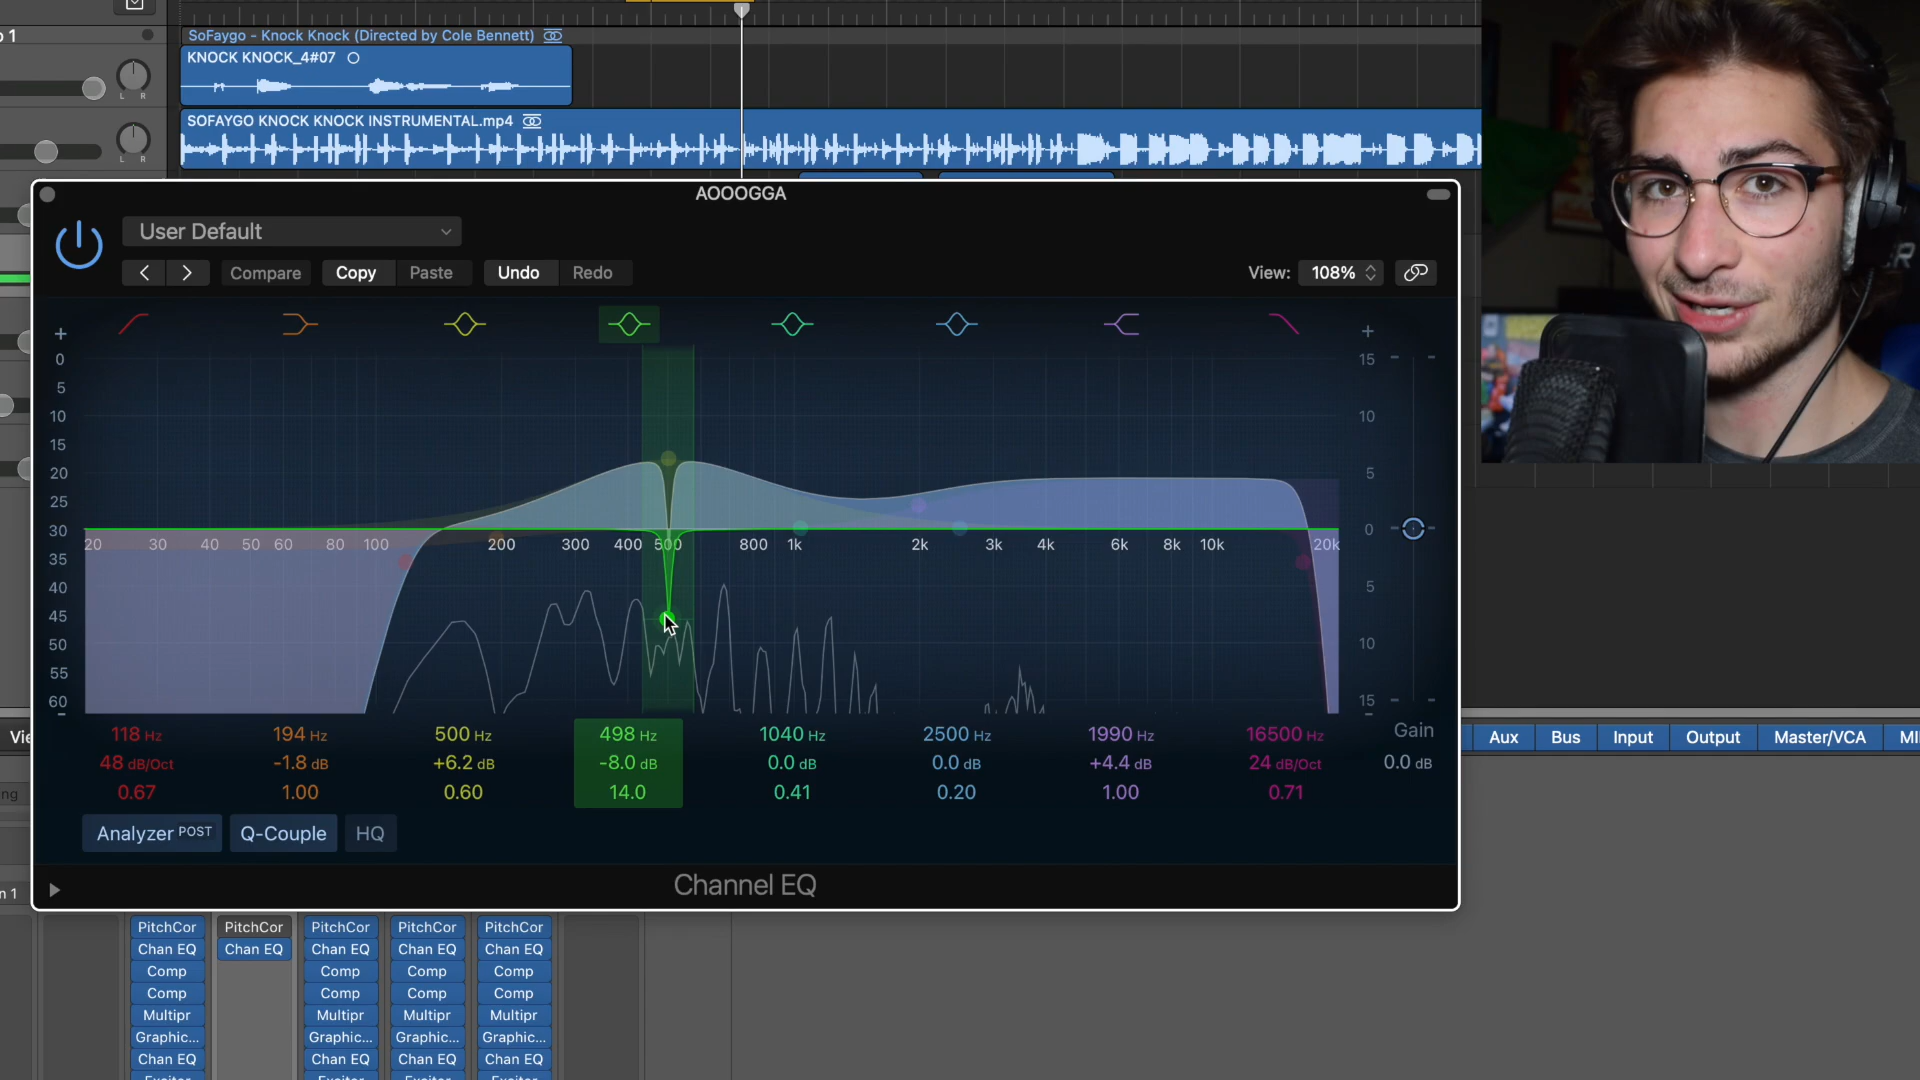 o 1
SoFaygo - Knock Knock (Directed by Cole Bennett)
KNOCK KNOCK_4#07
L R
SOFAYGO KNOCK KNOCK INSTRUMENTAL.mp4
L R
AOOOGGA
User Default
Compare Copy Paste Undo Redo View: 108%
+ +
0 15
5
10 10
15
20 5
25
30 0
20 30 40 50 60 80 100 200 300 400 500 800 1k 2k 3k 4k 6k 8k 10k 20k
35
40 5
45
50 10
55
60 15
118 Hz 194 Hz 500 Hz 498 Hz 1040 Hz 2500 Hz 1990 Hz 16500 Hz Gain
48 dB/Oct -1.8 dB +6.2 dB -8.0 dB 0.0 dB 0.0 dB +4.4 dB 24 dB/Oct 0.0 dB
0.67 1.00 0.60 14.0 0.41 0.20 1.00 0.71
Analyzer POST Q-Couple HQ
Channel EQ
Vie Aux Bus Input Output Master/VCA MI
ng
n 1
PitchCor PitchCor PitchCor PitchCor PitchCor
Chan EQ Chan EQ Chan EQ Chan EQ Chan EQ
Comp Comp Comp Comp
Comp Comp Comp Comp
Multipr Multipr Multipr Multipr
Graphic... Graphic... Graphic... Graphic...
Chan EQ Chan EQ Chan EQ Chan EQ
Exciter Exciter Exciter Exciter